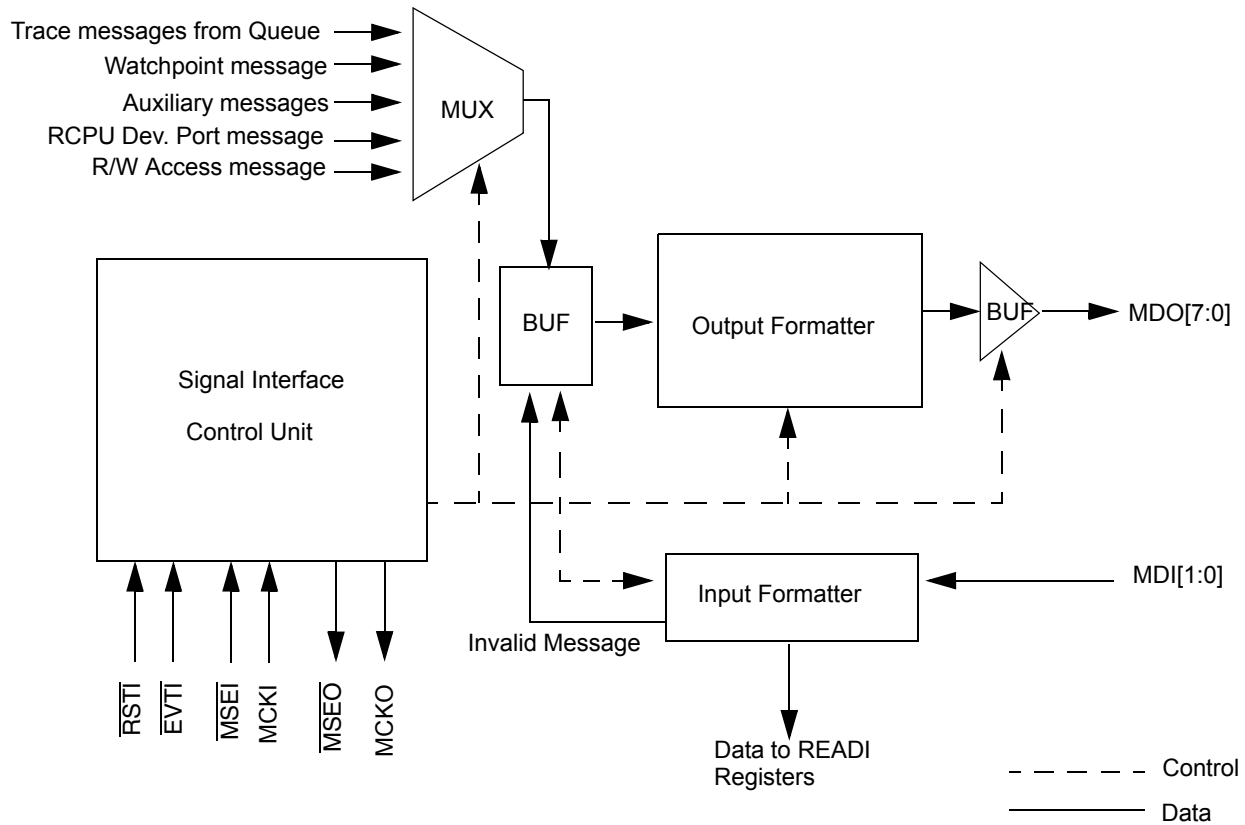 Trace messages from Queue
Watchpoint message
Auxiliary messages
RCPU Dev. Port message
R/W Access message
MUX
BUF
Output Formatter
BUF
MDO[7:0]
Signal Interface
Control Unit
Input Formatter
MDI[1:0]
Invalid Message
RSTI
EVTI
MSEI
MCKI
MSEO
MCKO
Data to READI
Registers
Control
Data